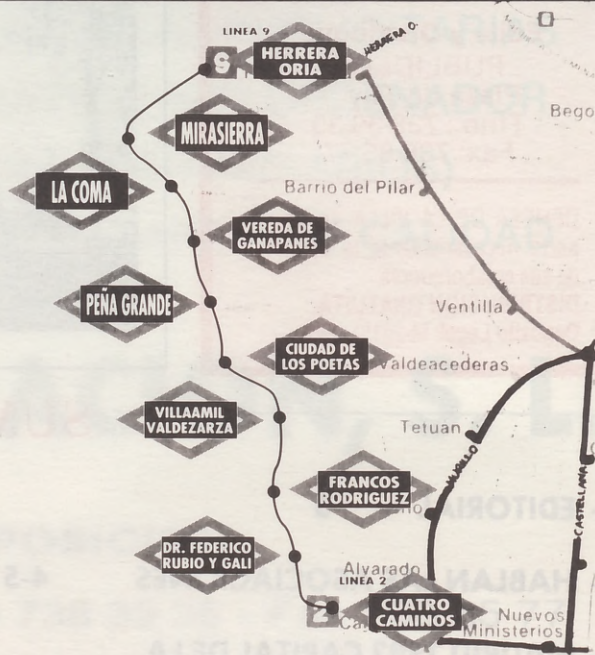 LINEA 9
9
HERRERA
ORIA
HERRERA O.
Bego
MIRASIERRA
LA COMA
Barrio del Pilar
VEREDA DE
GANAPANES
PEÑA GRANDE
Ventilla
CIUDAD DE
LOS POETAS
Valdeacederas
VILLAAMIL
VALDEZARZA
Tetuan
MURILLO
CASTELLANA
FRANCOS
RODRIGUEZ
DR. FEDERICO
RUBIO Y GALI
Alvarado
LINEA 2
2
CUATRO
CAMINOS
Nuevos
Ministerios